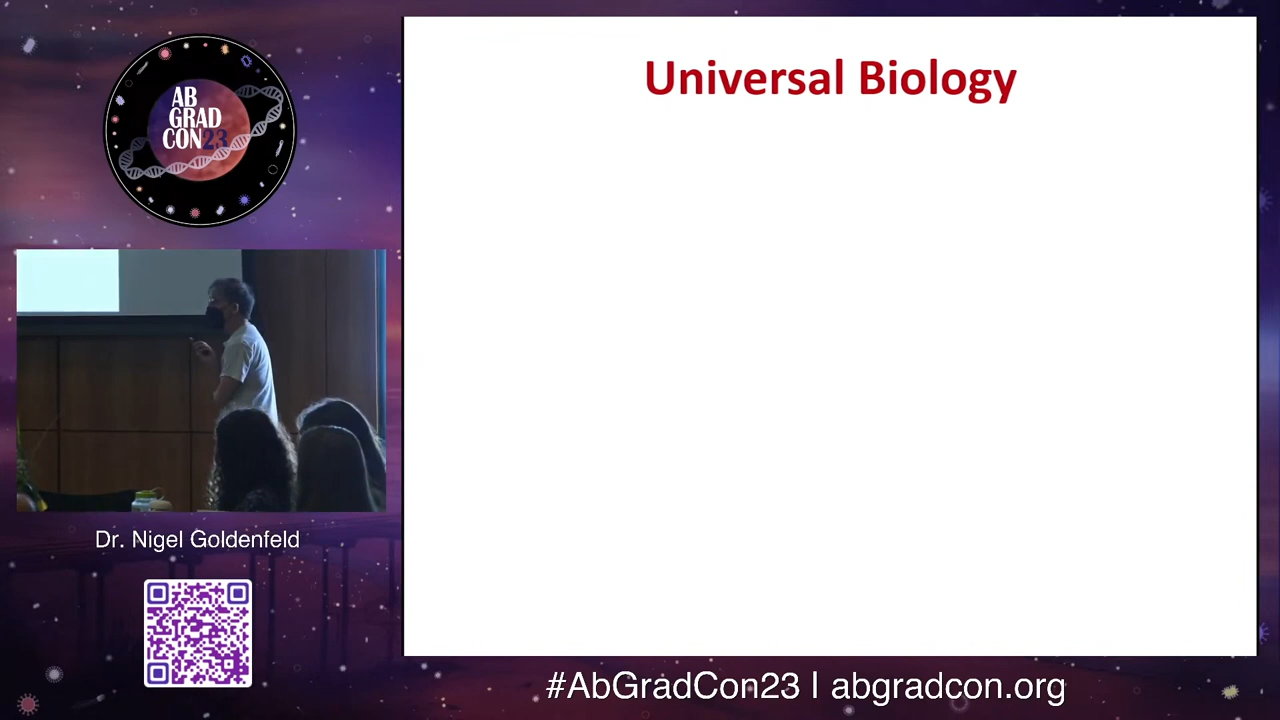 AB
GRAD
CON23
Universal Biology
Dr. Nigel Goldenfeld
#AbGradCon23 | abgradcon.org